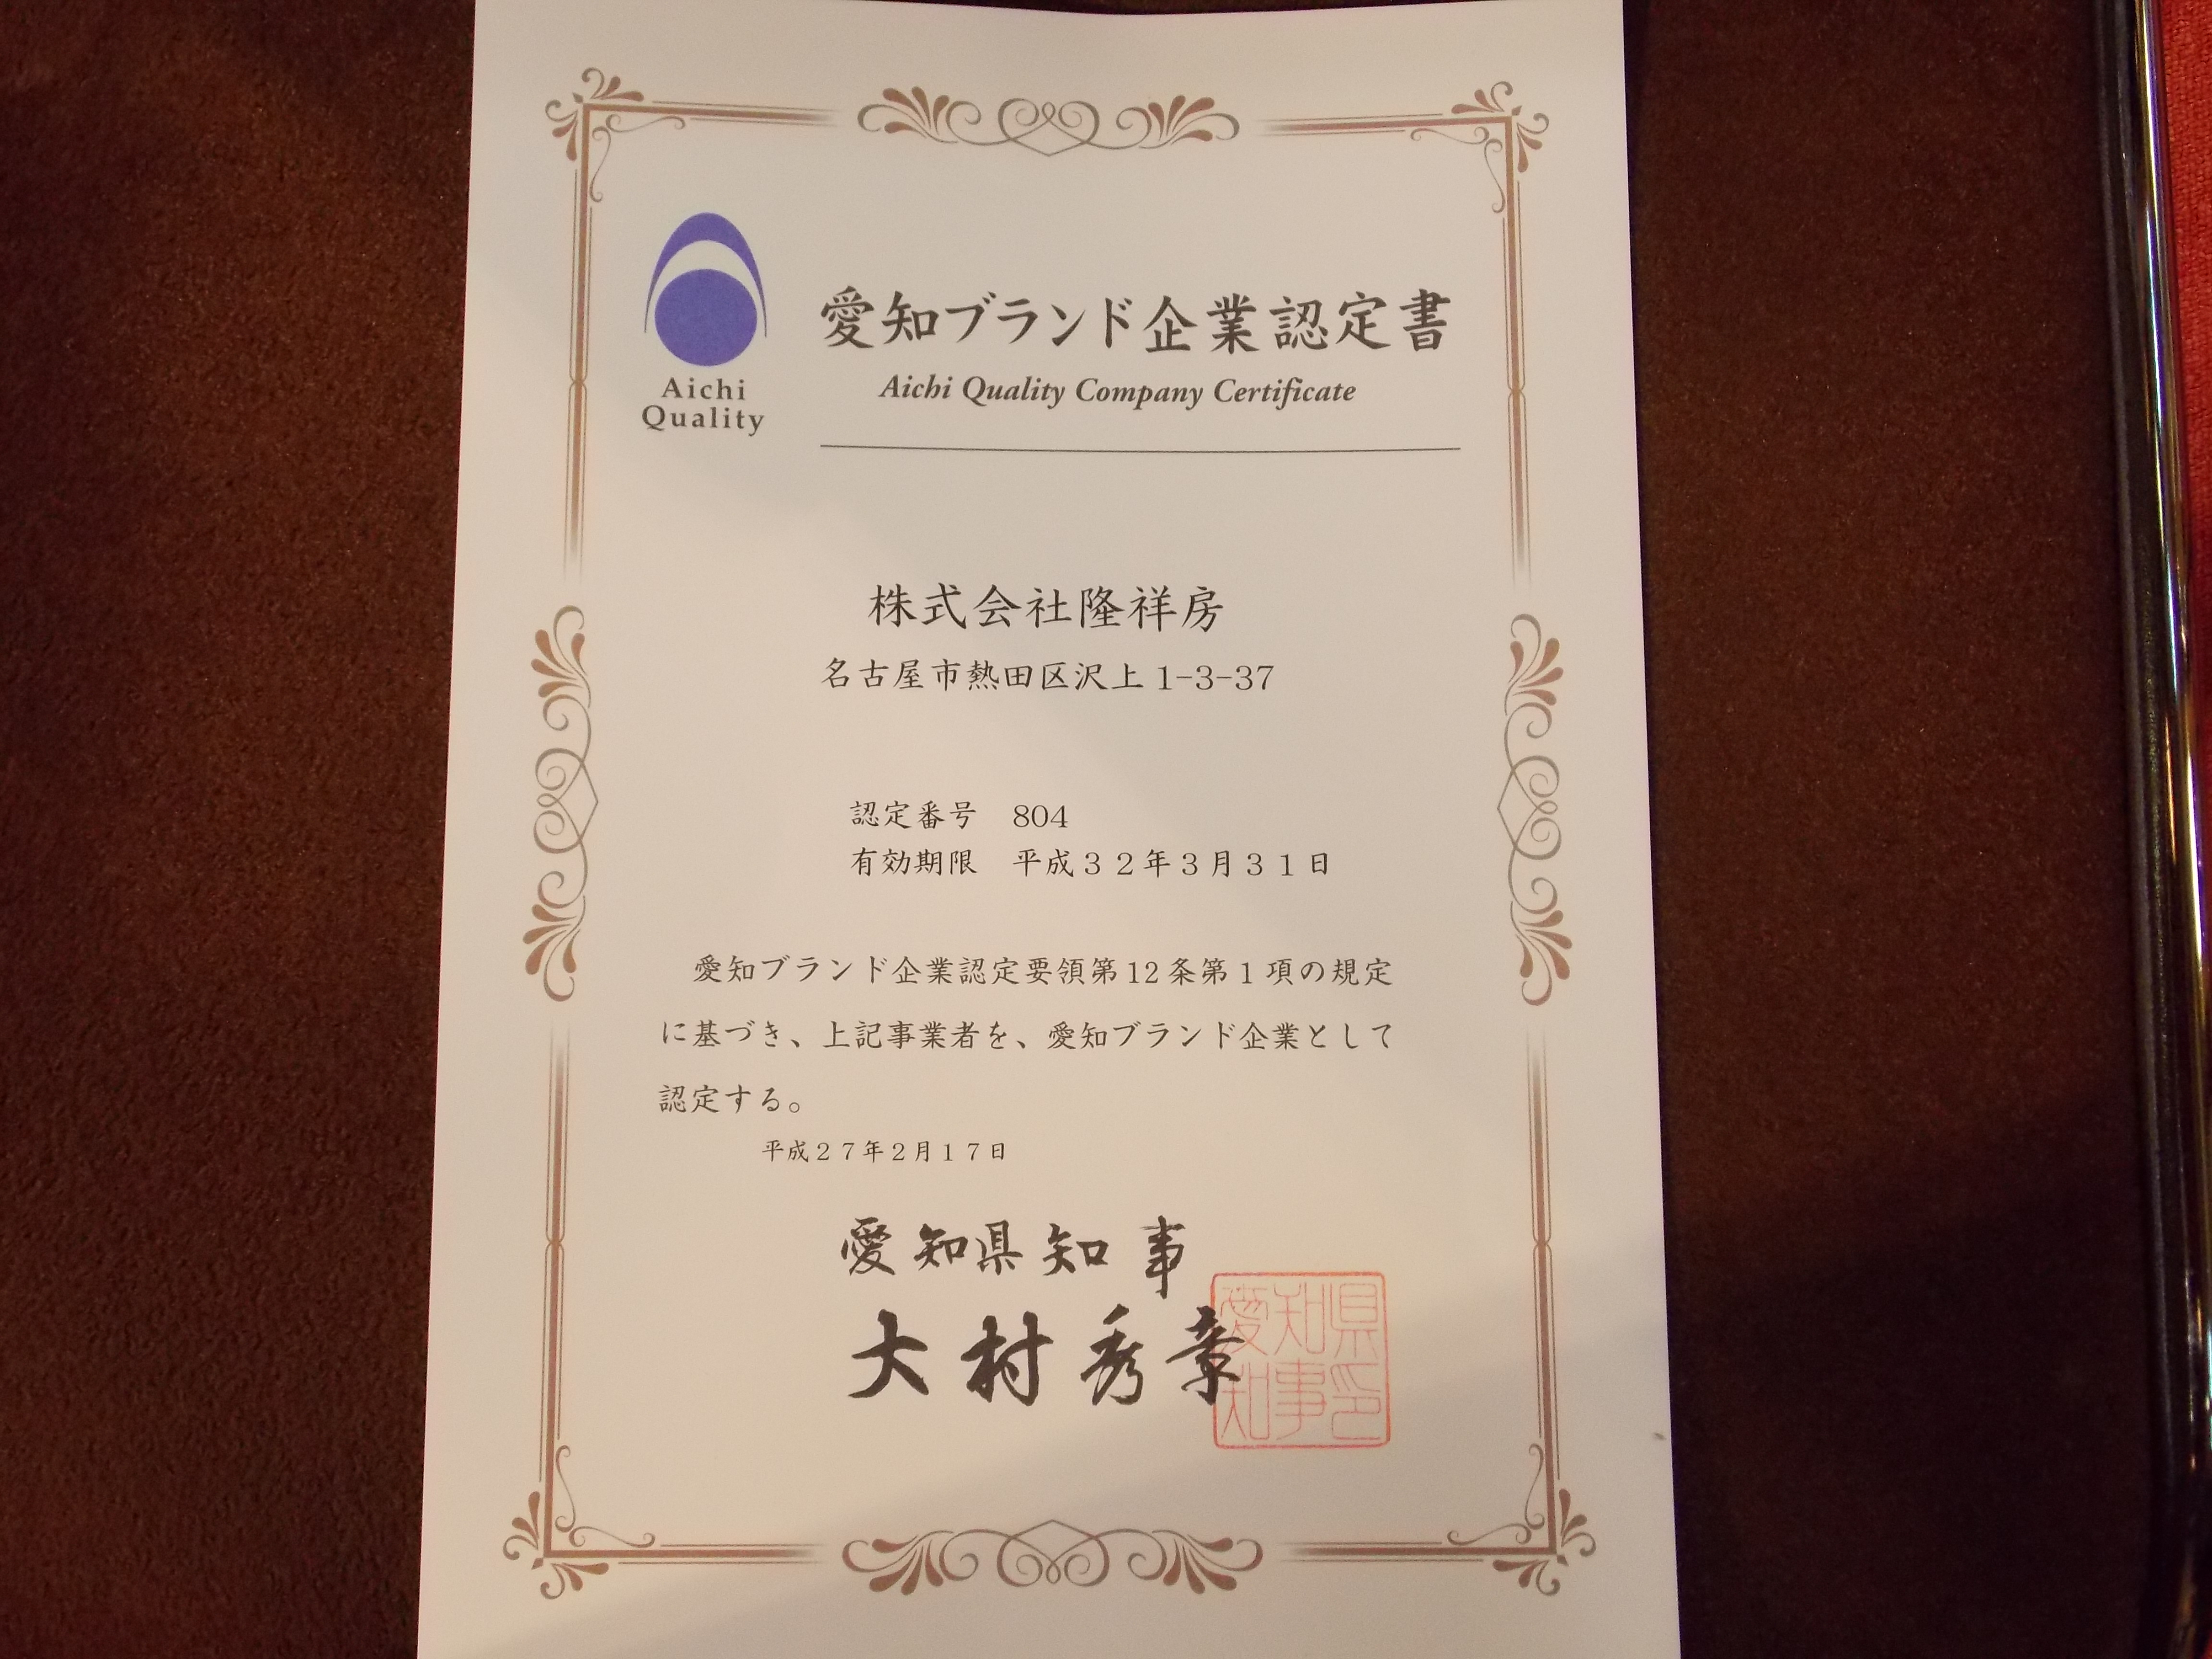 Aichi
Quality
愛知ブランド企業認定書
Aichi Quality Company Certificate
株式会社隆祥房
名古屋市熱田区沢上1-3-37
認定番号　804
有効期限　平成３２年３月３１日
愛知ブランド企業認定要領第12条第1項の規定
に基づき、上記事業者を、愛知ブランド企業として
認定する。
平成２７年２月１７日
愛知県知事
大村秀章
愛知県
知事印